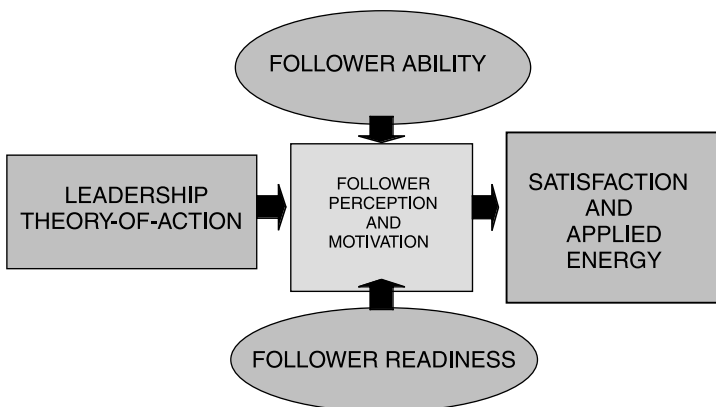 FOLLOWER ABILITY
LEADERSHIP
THEORY-OF-ACTION
FOLLOWER
PERCEPTION
AND
MOTIVATION
SATISFACTION
AND
APPLIED
ENERGY
FOLLOWER READINESS